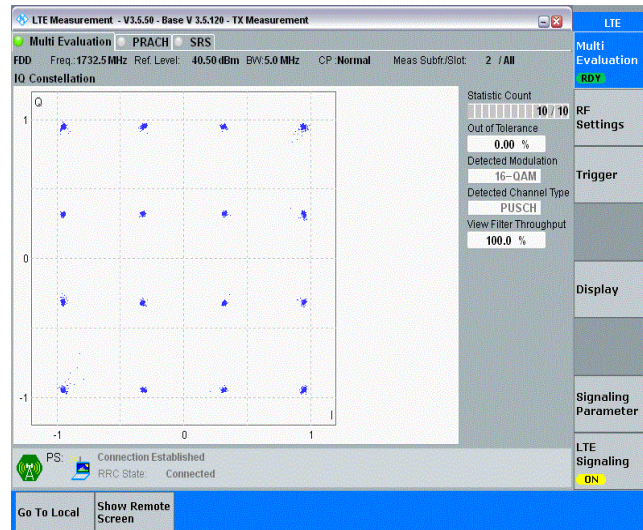 LTE Measurement - V3.5.50 - Base V 3.5.120 - TX Measurement
LTE
Multi Evaluation PRACH SRS
Multi
Evaluation
RDY
FDD Freq.:1732.5 MHz Ref. Level: 40.50 dBm BW:5.0 MHz CP :Normal Meas Subfr./Slot: 2 / All
IQ Constellation
Statistic Count
10 / 10
Out of Tolerance
0.00 %
Detected Modulation
16-QAM
Detected Channel Type
PUSCH
View Filter Throughput
100.0 %
RF
Settings
Trigger
Display
Signaling
Parameter
LTE
Signaling
ON
Q
1
0
-1
I
-1 0 1
PS: Connection Established
RRC State: Connected
Go To Local
Show Remote
Screen